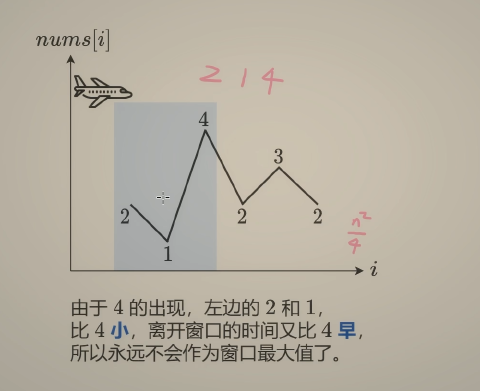 nums[i]
2 1 4
4
3
2
2
2
1
n²/4
i
由于 4 的出现，左边的 2 和 1，
比 4 小，离开窗口的时间又比 4 早，
所以永远不会作为窗口最大值了。